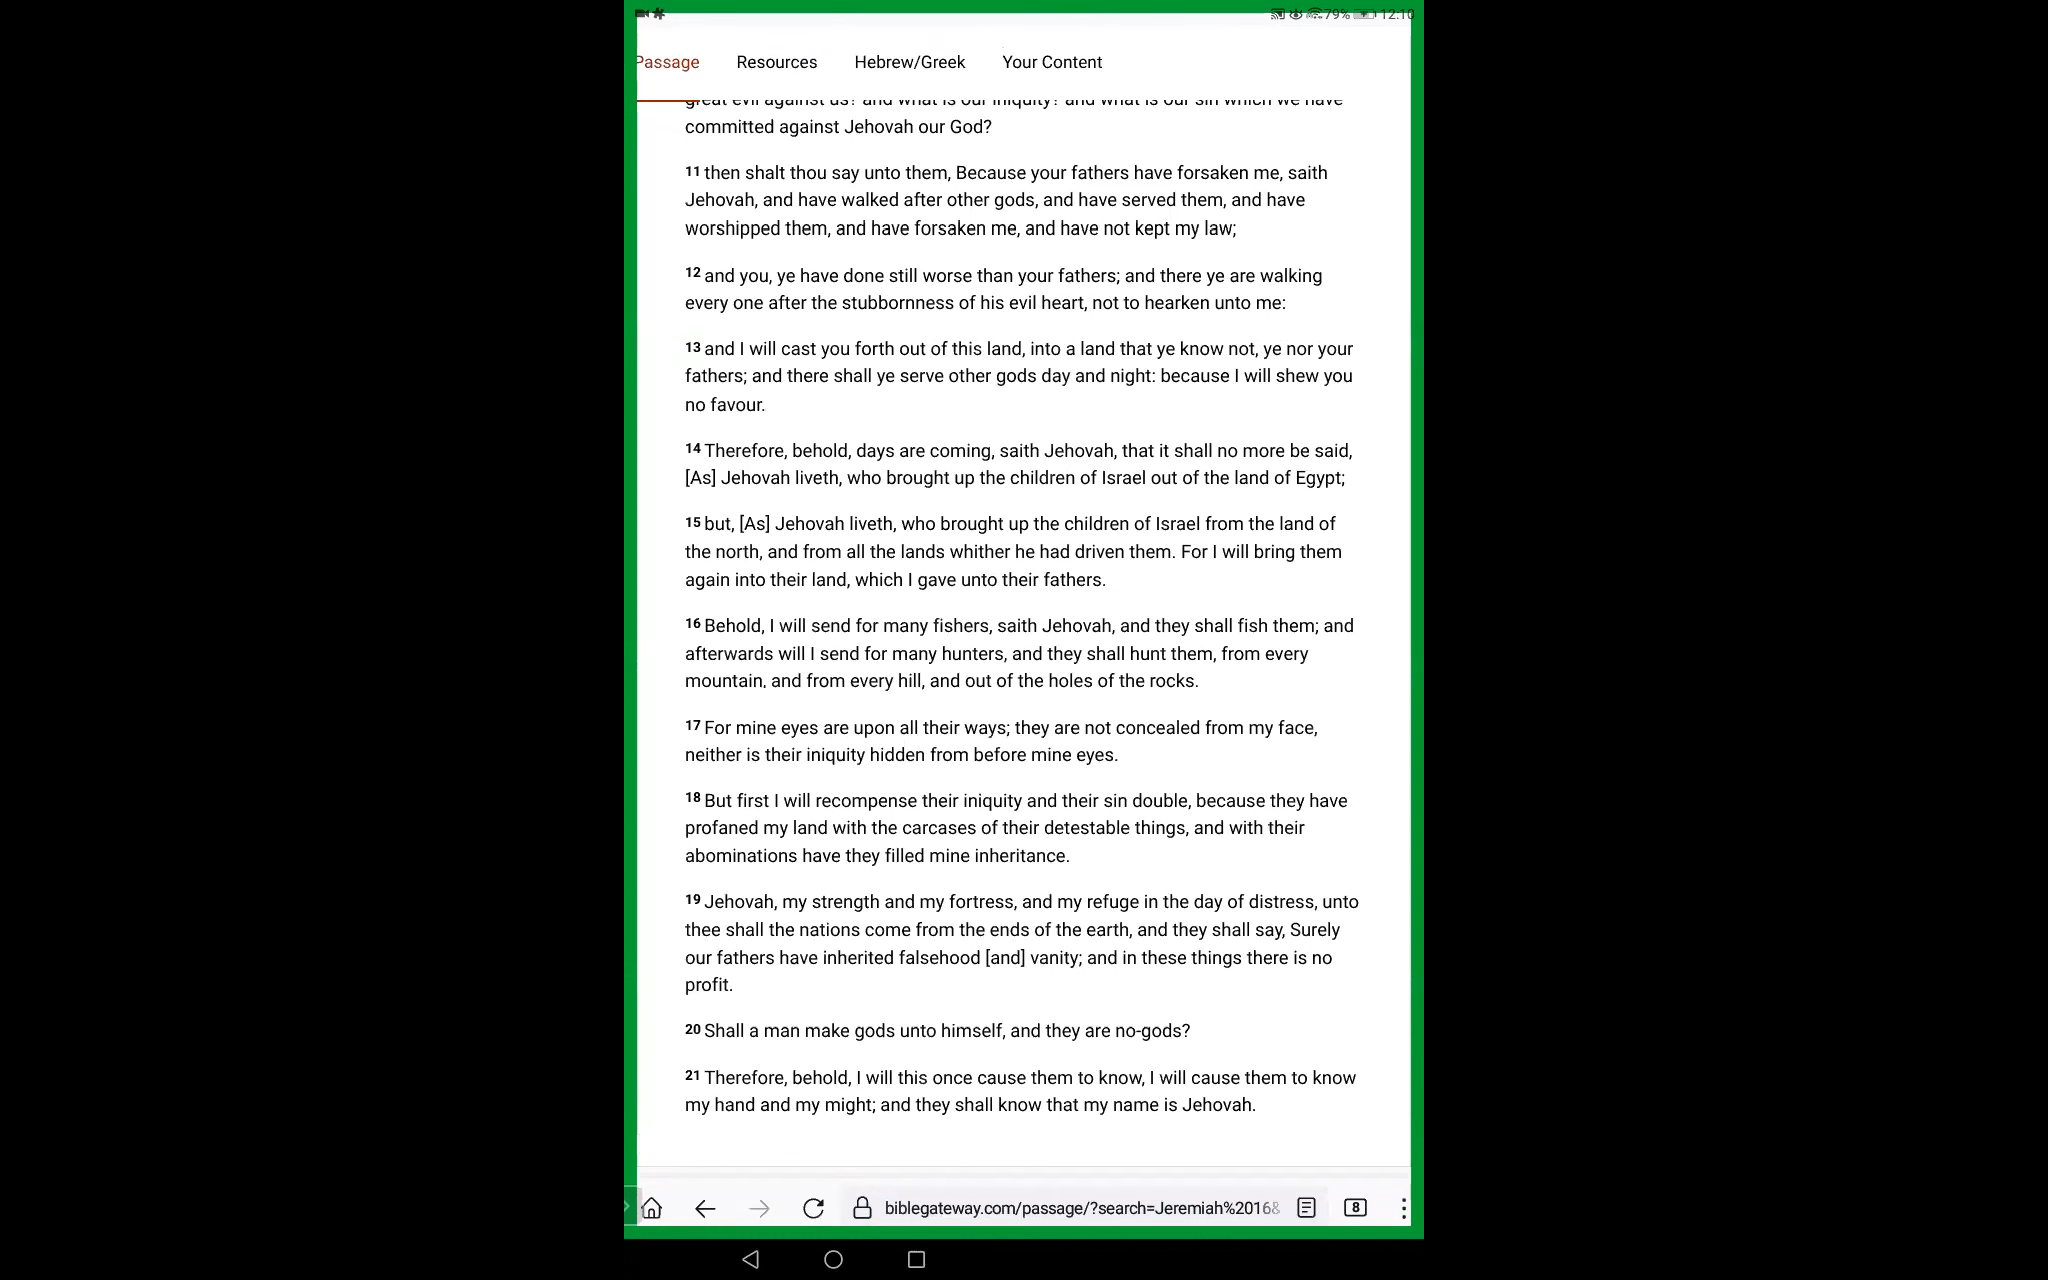 79% 12:10
Passage Resources Hebrew/Greek Your Content
great evil against us? and what is our iniquity? and what is our sin which we have
committed against Jehovah our God?
11 then shalt thou say unto them, Because your fathers have forsaken me, saith
Jehovah, and have walked after other gods, and have served them, and have
worshipped them, and have forsaken me, and have not kept my law;
12 and you, ye have done still worse than your fathers; and there ye are walking
every one after the stubbornness of his evil heart, not to hearken unto me:
13 and I will cast you forth out of this land, into a land that ye know not, ye nor your
fathers; and there shall ye serve other gods day and night: because I will shew you
no favour.
14 Therefore, behold, days are coming, saith Jehovah, that it shall no more be said,
[As] Jehovah liveth, who brought up the children of Israel out of the land of Egypt;
15 but, [As] Jehovah liveth, who brought up the children of Israel from the land of
the north, and from all the lands whither he had driven them. For I will bring them
again into their land, which I gave unto their fathers.
16 Behold, I will send for many fishers, saith Jehovah, and they shall fish them; and
afterwards will I send for many hunters, and they shall hunt them, from every
mountain, and from every hill, and out of the holes of the rocks.
17 For mine eyes are upon all their ways; they are not concealed from my face,
neither is their iniquity hidden from before mine eyes.
18 But first I will recompense their iniquity and their sin double, because they have
profaned my land with the carcases of their detestable things, and with their
abominations have they filled mine inheritance.
19 Jehovah, my strength and my fortress, and my refuge in the day of distress, unto
thee shall the nations come from the ends of the earth, and they shall say, Surely
our fathers have inherited falsehood [and] vanity; and in these things there is no
profit.
20 Shall a man make gods unto himself, and they are no-gods?
21 Therefore, behold, I will this once cause them to know, I will cause them to know
my hand and my might; and they shall know that my name is Jehovah.
biblegateway.com/passage/?search=Jeremiah%2016& 8